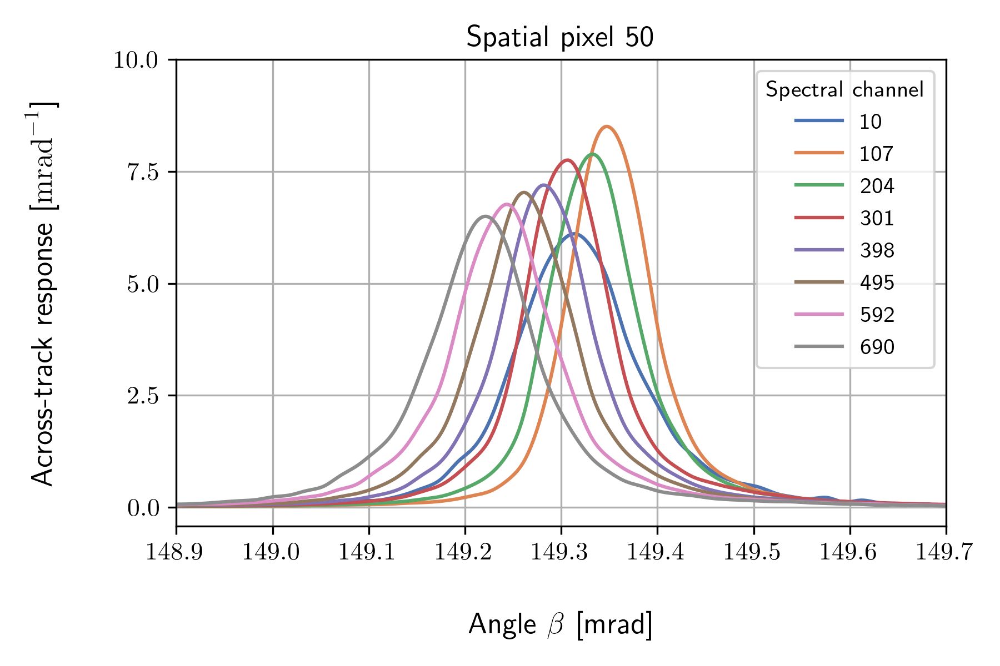 Spatial pixel 50
10.0
7.5
5.0
2.5
0.0
Across-track response [mrad⁻¹]
Spectral channel
10
107
204
301
398
495
592
690
148.9 149.0 149.1 149.2 149.3 149.4 149.5 149.6 149.7
Angle β [mrad]